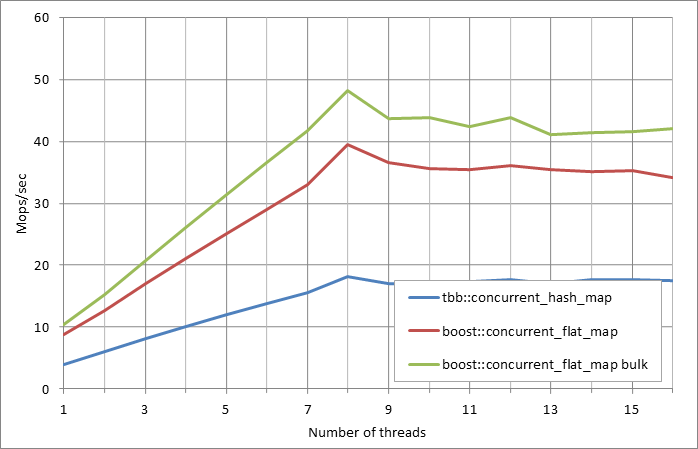 60
50
40
30
20
10
0
Mops/sec
1 3 5 7 9 11 13 15
Number of threads
tbb::concurrent_hash_map
boost::concurrent_flat_map
boost::concurrent_flat_map bulk